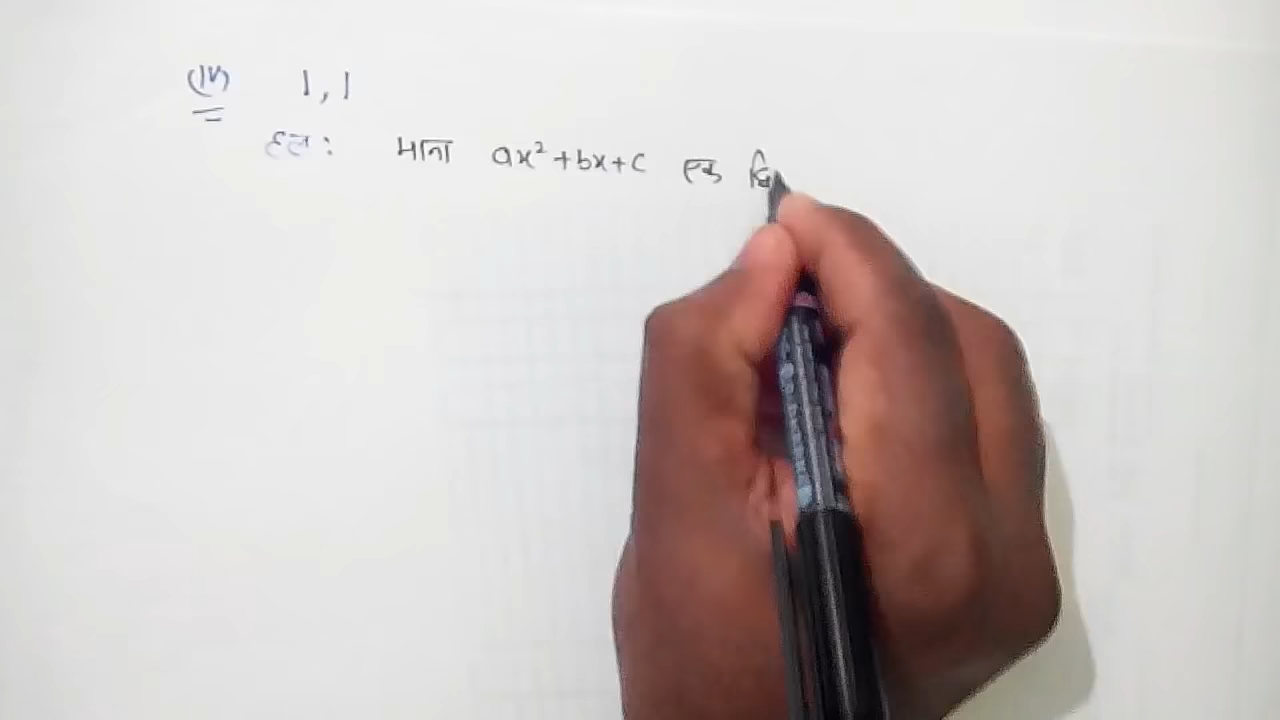 (iv) 1, 1
हल: माना ax² + bx + c एक द्वि